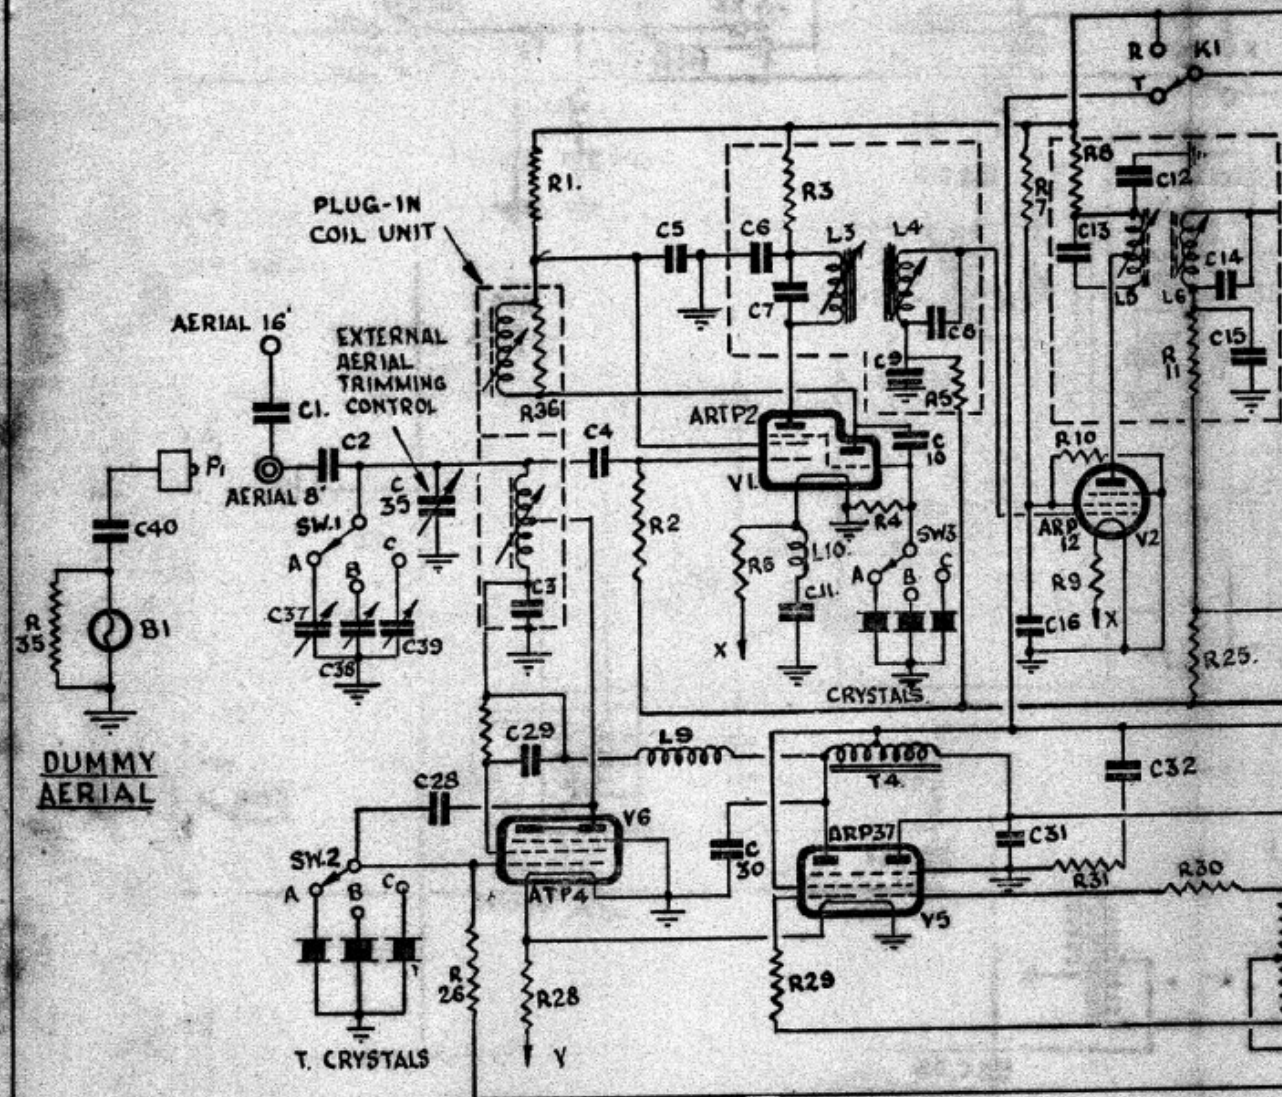 R
K1
T
R8
C12
R1.
R3
R
7
PLUG-IN
COIL UNIT
C5
C6
L3
L4
C13
C14
C7
L5
L6
C15
AERIAL 16'
EXTERNAL
AERIAL
TRIMMING
CONTROL
C8
C9
R
11
C1.
R36
ARTP2
R5
C2
C4
C
10
R10
P1
AERIAL 8'
C
35
V1.
C40
SW.1
R2
R4
ARP
12
V2
SW3
A
B
C
R6
L10.
A
B
C
R9
C3
C11.
X
C37
C38
C39
R
35
B1
C16
X
R25.
CRYSTALS.
C29
L9
T4.
C32
DUMMY
AERIAL
C28
V6
C
30
ARP37
C31
SW.2
A
B
C
ATP4
R31
R30
V5
R
26
R28
R29
T. CRYSTALS
Y